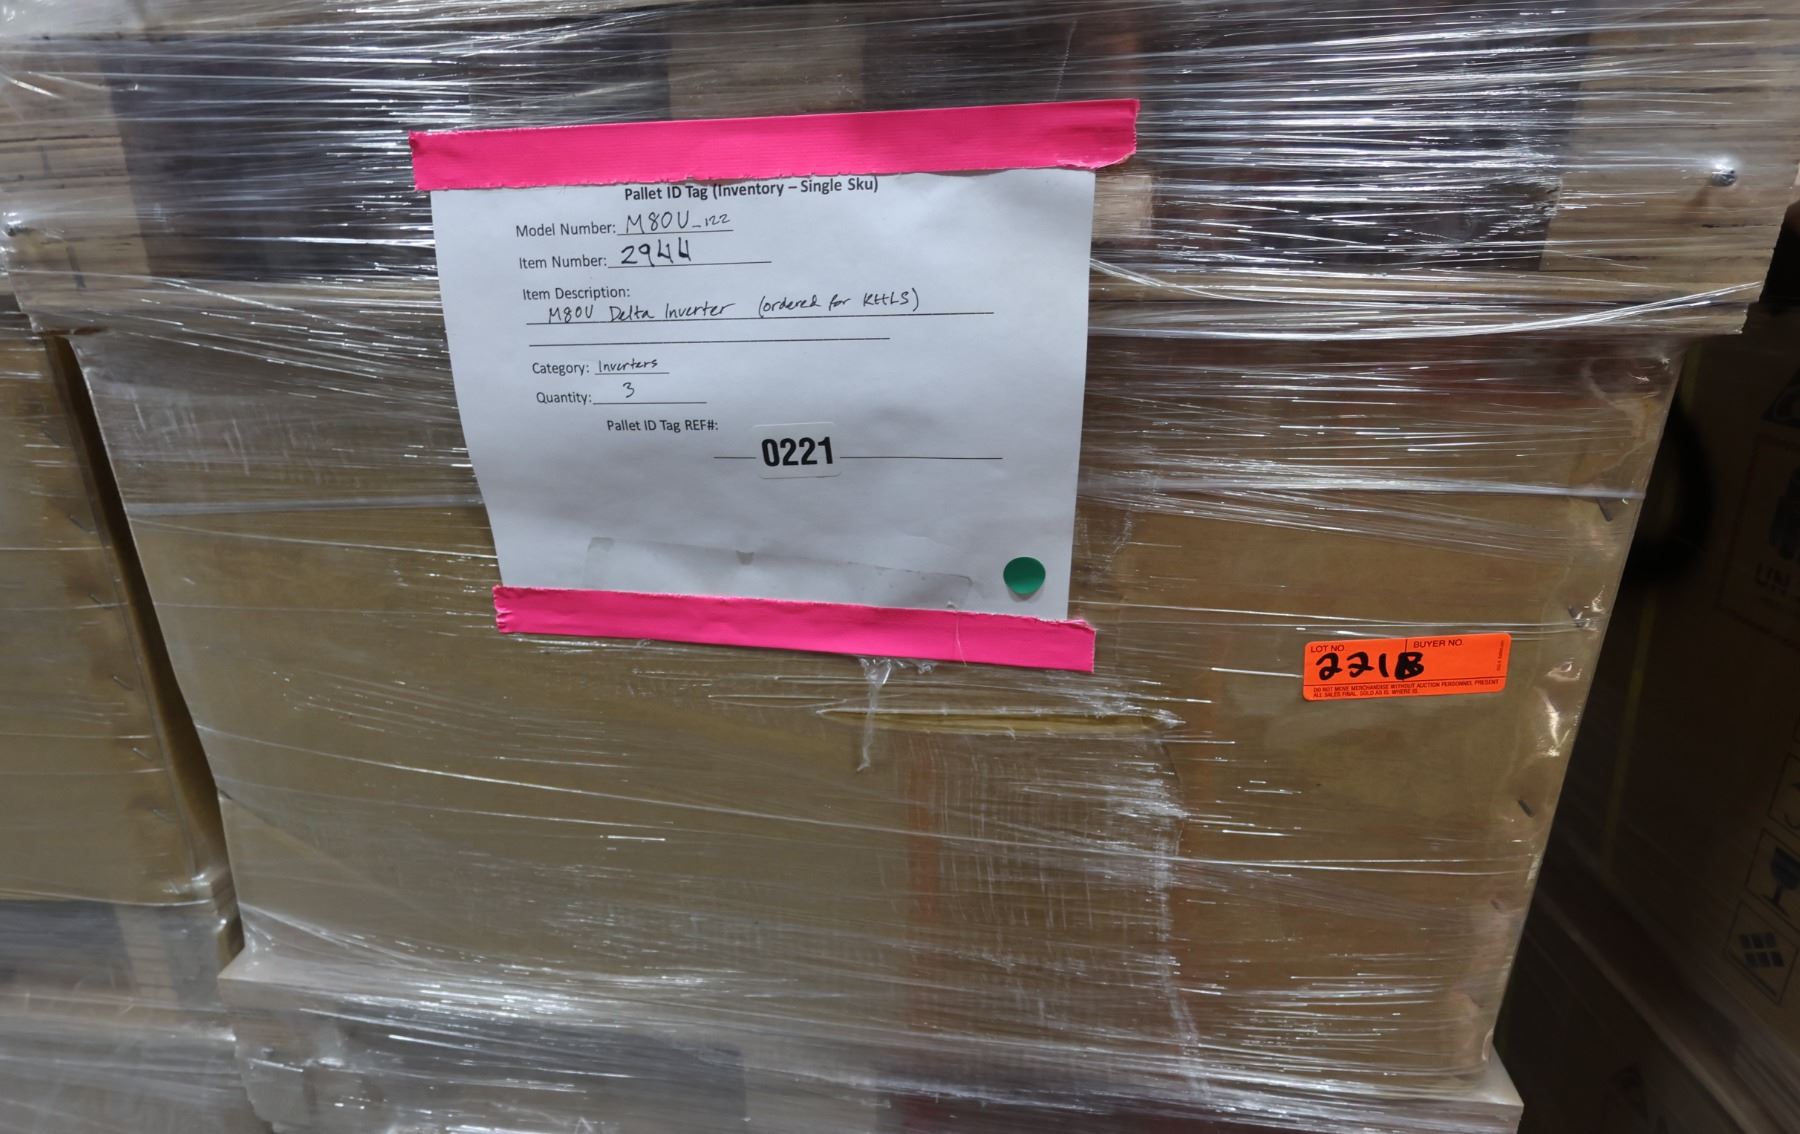 Pallet ID Tag (Inventory – Single Sku)
Model Number: M80U_122
Item Number: 2944
Item Description:
M80U Delta Inverter (ordered for KHLS)
Category: Inverters
Quantity: 3
Pallet ID Tag REF#:
0221
LOT NO. BUYER NO.
221B
DO NOT MOVE MERCHANDISE WITHOUT AUCTION PERSONNEL PRESENT
ALL SALES FINAL. SOLD AS IS. WHERE IS